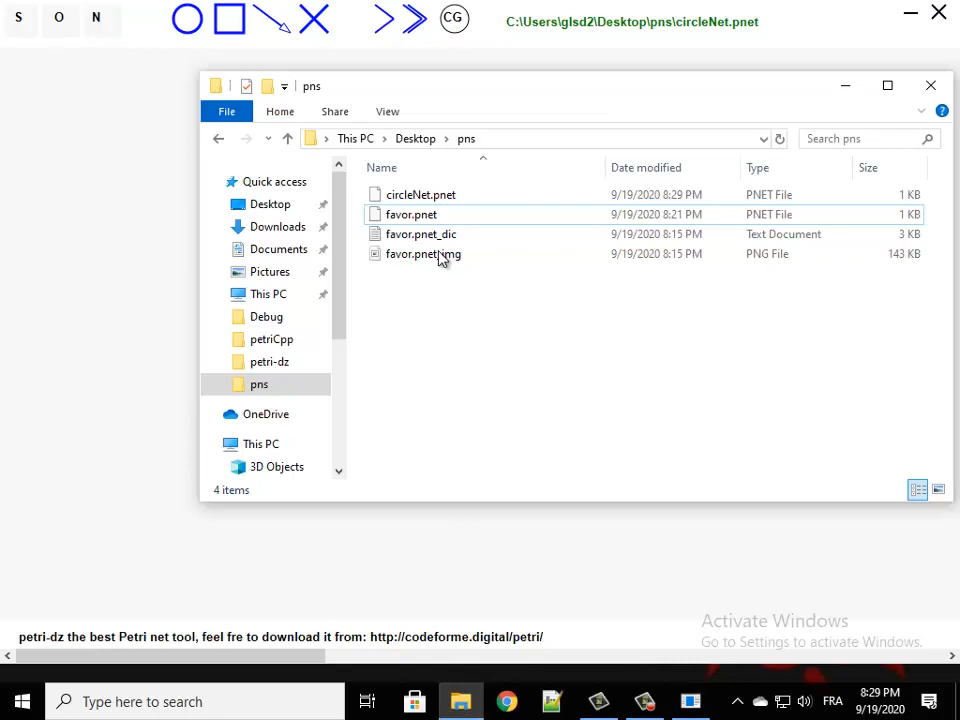 S O N CG C:\Users\glsd2\Desktop\pns\circleNet.pnet
pns
File Home Share View
This PC Desktop pns Search pns
Name Date modified Type Size
Quick access
Desktop
Downloads
Documents
Pictures
This PC
Debug
petriCpp
petri-dz
pns
OneDrive
This PC
3D Objects
circleNet.pnet 9/19/2020 8:29 PM PNET File 1 KB
favor.pnet 9/19/2020 8:21 PM PNET File 1 KB
favor.pnet_dic 9/19/2020 8:15 PM Text Document 3 KB
favor.pnet_img 9/19/2020 8:15 PM PNG File 143 KB
4 items
Activate Windows
Go to Settings to activate Windows.
petri-dz the best Petri net tool, feel fre to download it from: http://codeforme.digital/petri/
Type here to search FRA 8:29 PM
9/19/2020